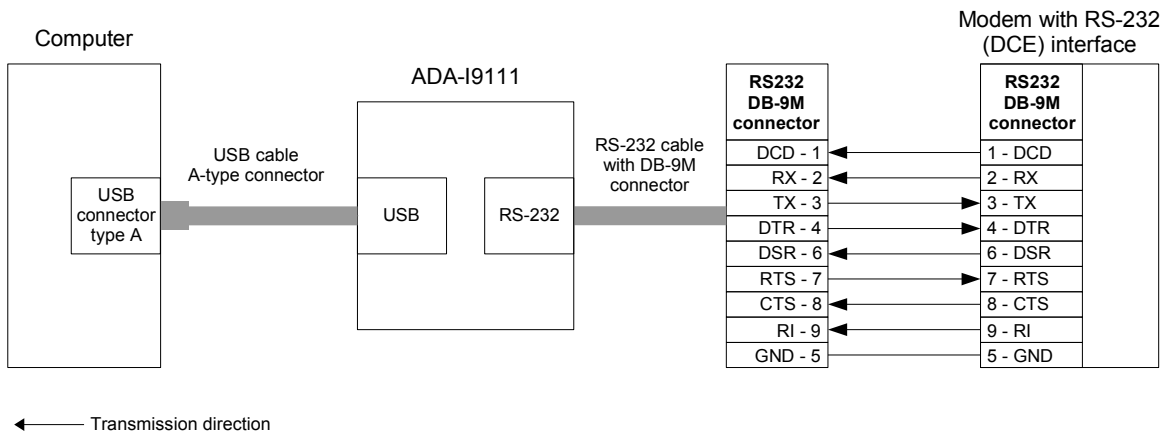 Modem with RS-232
(DCE) interface
Computer
ADA-I9111
RS232
DB-9M
connector
RS232
DB-9M
connector
USB cable
A-type connector
RS-232 cable
with DB-9M
connector
USB
connector
type A
USB
RS-232
DCD - 1
1 - DCD
RX - 2
2 - RX
TX - 3
3 - TX
DTR - 4
4 - DTR
DSR - 6
6 - DSR
RTS - 7
7 - RTS
CTS - 8
8 - CTS
RI - 9
9 - RI
GND - 5
5 - GND
Transmission direction